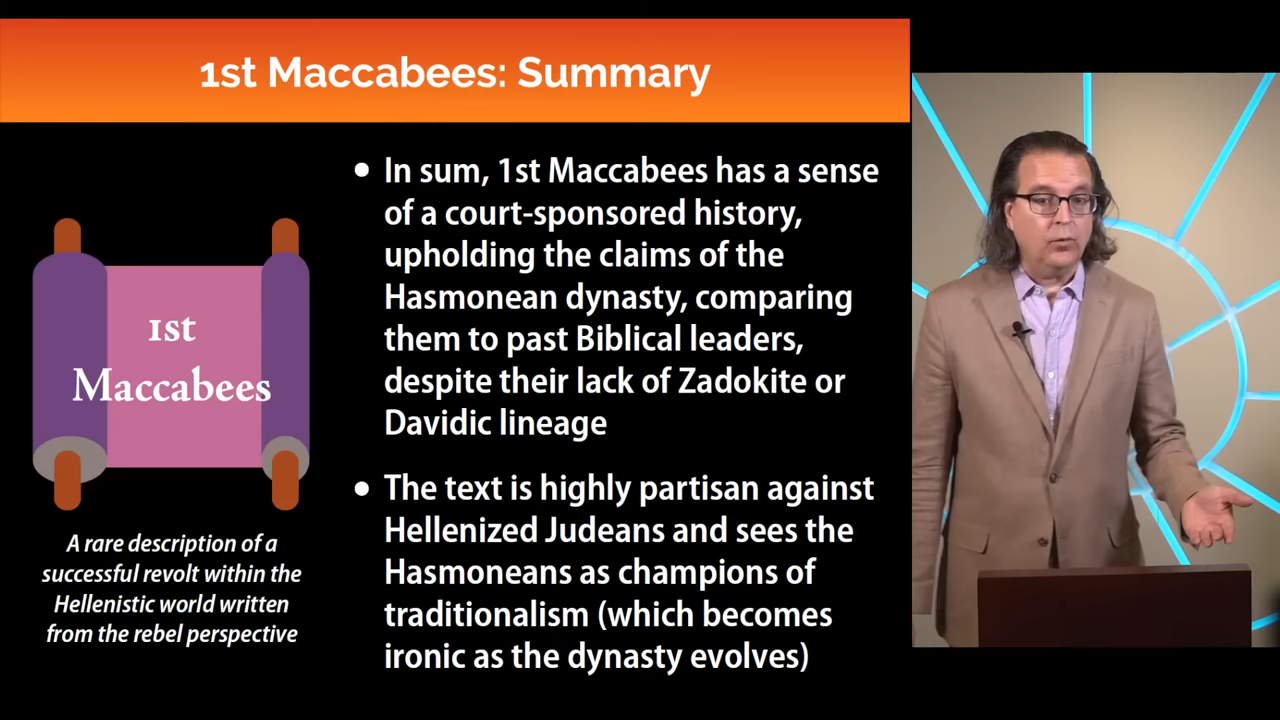 1st Maccabees: Summary
• In sum, 1st Maccabees has a sense
of a court-sponsored history,
upholding the claims of the
Hasmonean dynasty, comparing
them to past Biblical leaders,
despite their lack of Zadokite or
Davidic lineage
• The text is highly partisan against
Hellenized Judeans and sees the
Hasmoneans as champions of
traditionalism (which becomes
ironic as the dynasty evolves)
1st
Maccabees
A rare description of a
successful revolt within the
Hellenistic world written
from the rebel perspective